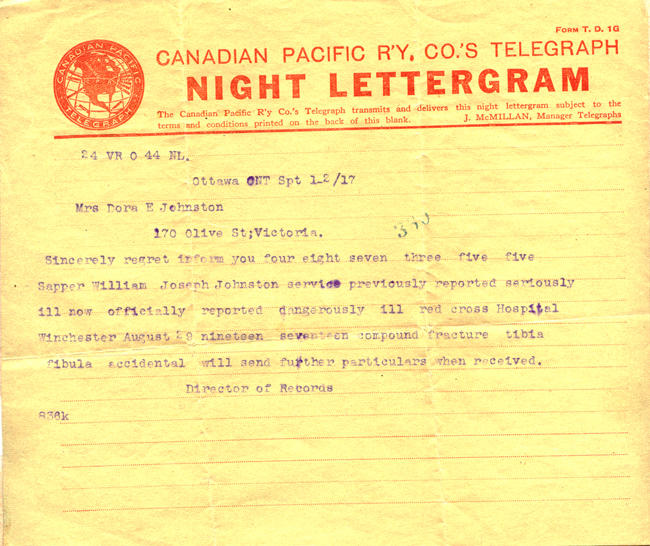 FORM T. D. 1G
CANADIAN PACIFIC TELEGRAPH
CANADIAN PACIFIC R'Y. CO.'S TELEGRAPH
NIGHT LETTERGRAM
The Canadian Pacific R'y Co.'s Telegraph transmits and delivers this night lettergram subject to the
terms and conditions printed on the back of this blank. J. McMILLAN, Manager Telegraphs
24 VR O 44 NL.
Ottawa ONT Spt 1-2/17
Mrs Dora E Johnston
170 Olive St;Victoria.
Sincerely regret inform you four eight seven three five five
Sapper William Joseph Johnston service previously reported seriously
ill now officially reported dangerously ill red cross Hospital
Winchester August 29 nineteen seventeen compound fracture tibia
fibula accidental will send further particulars when received.
Director of Records
836k